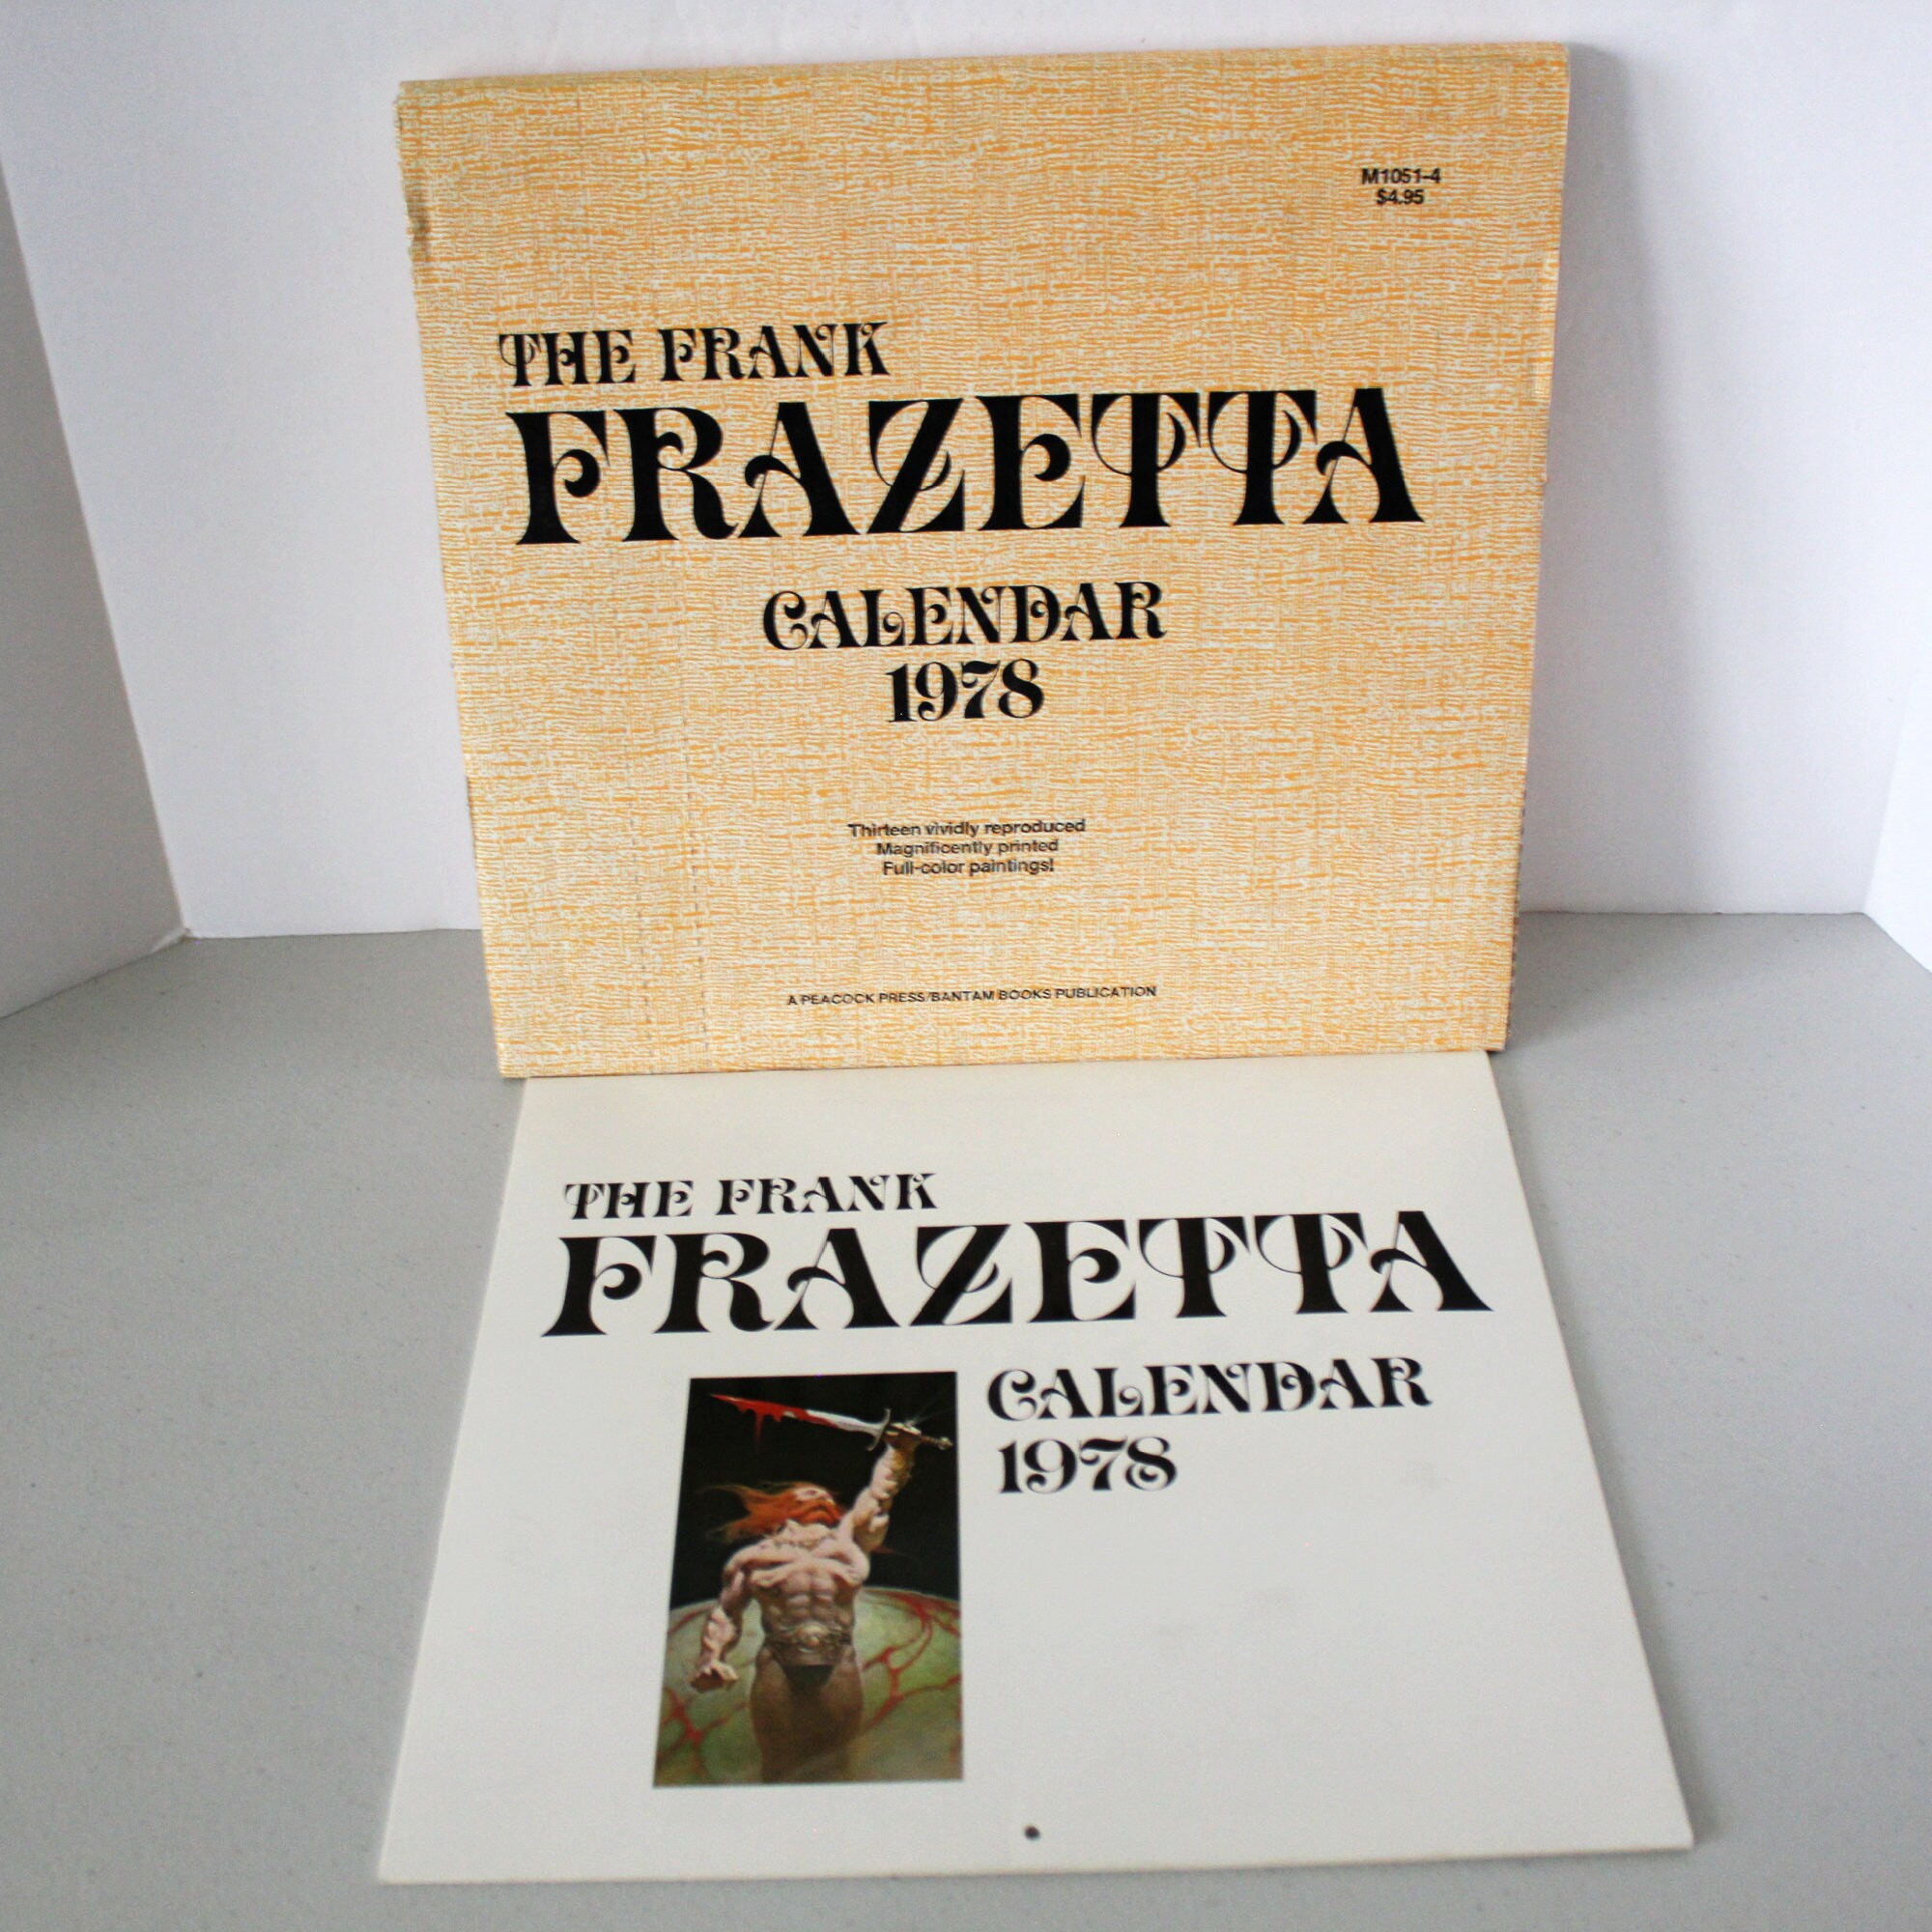 M1051-4
$4.95
THE FRANK
FRAZETTA
CALENDAR
1978
Thirteen vividly reproduced
Magnificently printed
Full-color paintings!
A PEACOCK PRESS/BANTAM BOOKS PUBLICATION
THE FRANK
FRAZETTA
CALENDAR
1978